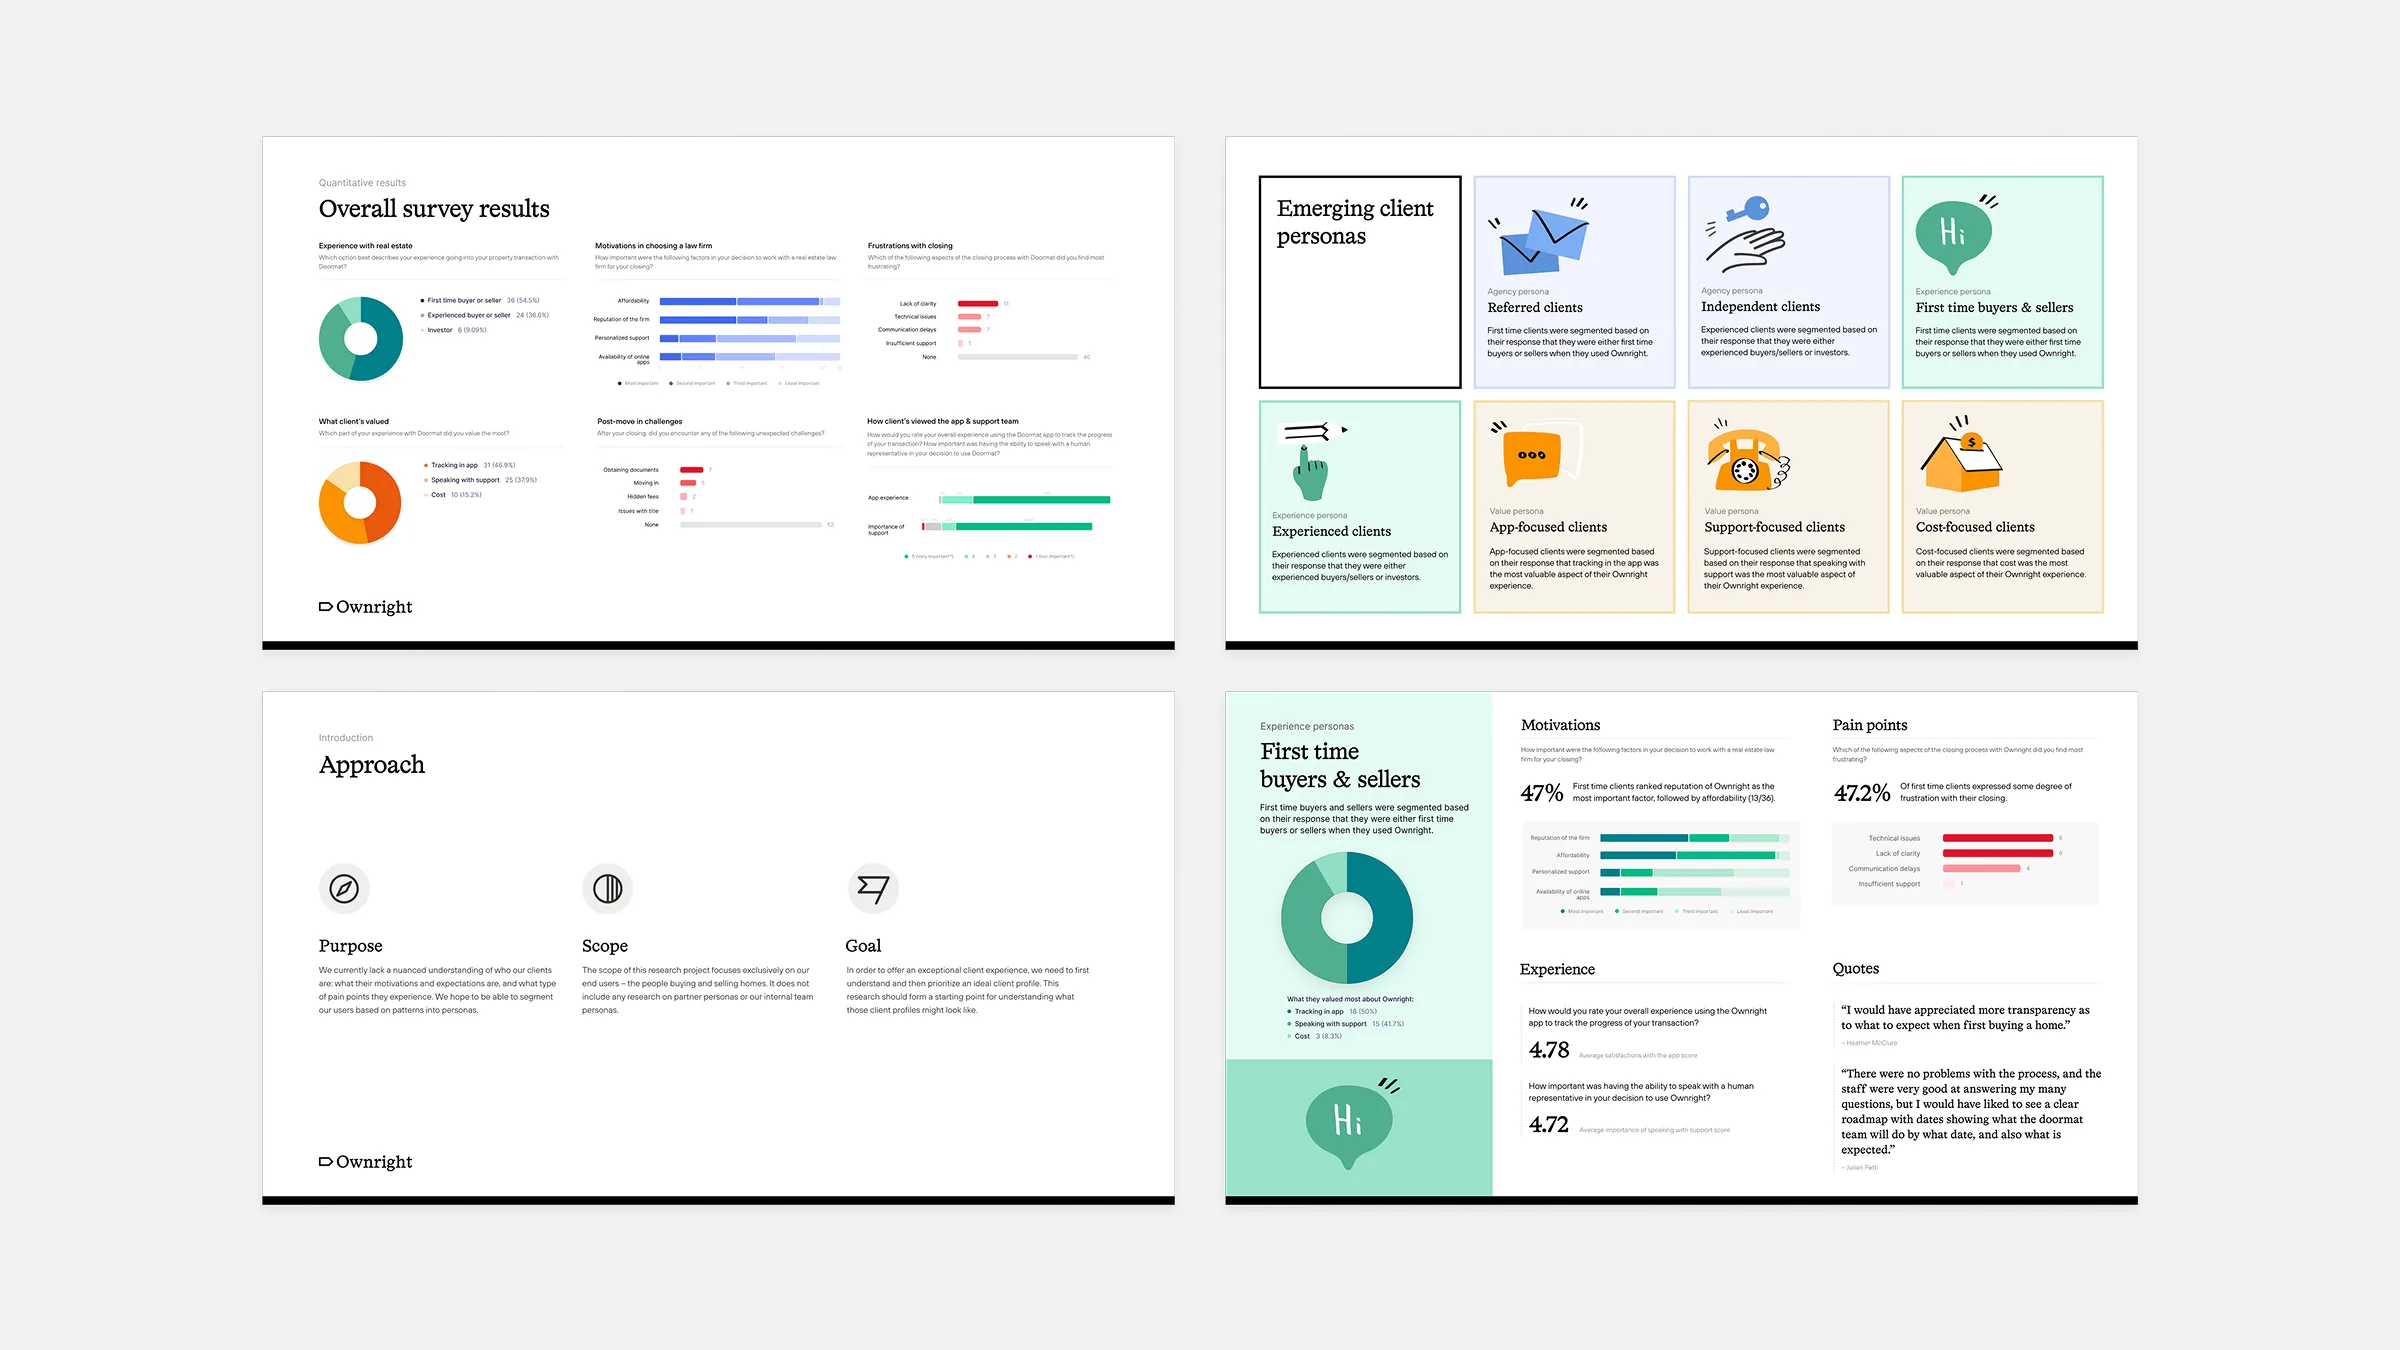 Quantitative results
Overall survey results
Experience with real estate
Which option best describes your experience going into your property transaction with
Doormat?
First time buyer or seller 36 (54.5%)
Experienced buyer or seller 24 (36.6%)
Investor 6 (9.09%)
Motivations in choosing a law firm
How important were the following factors in your decision to work with a real estate law
firm for your closing?
Affordability
Reputation of the firm
Personalized support
Availability of online
apps
Most important Second important Third important Least important
Frustrations with closing
Which of the following aspects of the closing process with Doormat did you find most
frustrating?
Lack of clarity 11
Technical issues 7
Communication delays 7
Insufficient support 1
None 40
What client's valued
Which part of your experience with Doormat did you value the most?
Tracking in app 31 (46.9%)
Speaking with support 25 (37.9%)
Cost 10 (15.2%)
Post-move in challenges
After your closing, did you encounter any of the following unexpected challenges?
Obtaining documents 7
Moving in 5
Hidden fees 2
Issues with title 1
None 52
How client's viewed the app & support team
How would you rate your overall experience using the Doormat app to track the progress
of your transaction? How important was having the ability to speak with a human
representative in your decision to use Doormat?
App experience
Importance of
support
5 (very important*) 4 3 2 1 (not important*)
Ownright
Emerging client
personas
Agency persona
Referred clients
First time clients were segmented based on
their response that they were either first time
buyers or sellers when they used Ownright.
Agency persona
Independent clients
Experienced clients were segmented based on
their response that they were either
experienced buyers/sellers or investors.
Hi
Experience persona
First time buyers & sellers
First time clients were segmented based on
their response that they were either first time
buyers or sellers when they used Ownright.
Experience persona
Experienced clients
Experienced clients were segmented based on
their response that they were either
experienced buyers/sellers or investors.
Value persona
App-focused clients
App-focused clients were segmented based
on their response that tracking in the app was
the most valuable aspect of their Ownright
experience.
Value persona
Support-focused clients
Support-focused clients were segmented
based on their response that speaking with
support was the most valuable aspect of
their Ownright experience.
$
Value persona
Cost-focused clients
Cost-focused clients were segmented based
on their response that cost was the most
valuable aspect of their Ownright experience.
Introduction
Approach
Purpose
We currently lack a nuanced understanding of who our clients
are: what their motivations and expectations are, and what type
of pain points they experience. We hope to be able to segment
our users based on patterns into personas.
Scope
The scope of this research project focuses exclusively on our
end users – the people buying and selling homes. It does not
include any research on partner personas or our internal team
personas.
Goal
In order to offer an exceptional client experience, we need to first
understand and then prioritize an ideal client profile. This
research should form a starting point for understanding what
those client profiles might look like.
Ownright
Experience personas
First time
buyers & sellers
First time buyers and sellers were segmented based
on their response that they were either first time
buyers or sellers when they used Ownright.
What they valued most about Ownright:
Tracking in app 18 (50%)
Speaking with support 15 (41.7%)
Cost 3 (8.3%)
Hi
Motivations
How important were the following factors in your decision to work with a real estate law
firm for your closing?
47% First time clients ranked reputation of Ownright as the
most important factor, followed by affordability (13/36).
Reputation of the firm
Affordability
Personalized support
Availability of online
apps
Most important Second important Third important Least important
Pain points
Which of the following aspects of the closing process with Ownright did you find most
frustrating?
47.2% Of first time clients expressed some degree of
frustration with their closing.
Technical issues 6
Lack of clarity 6
Communication delays 4
Insufficient support 1
Experience
How would you rate your overall experience using the Ownright
app to track the progress of your transaction?
4.78 Average satisfactions with the app score
How important was having the ability to speak with a human
representative in your decision to use Ownright?
4.72 Average importance of speaking with support score
Quotes
“I would have appreciated more transparency as
to what to expect when first buying a home.”
– Heather McClure
“There were no problems with the process, and the
staff were very good at answering my many
questions, but I would have liked to see a clear
roadmap with dates showing what the doormat
team will do by what date, and also what is
expected.”
– Julian Petti